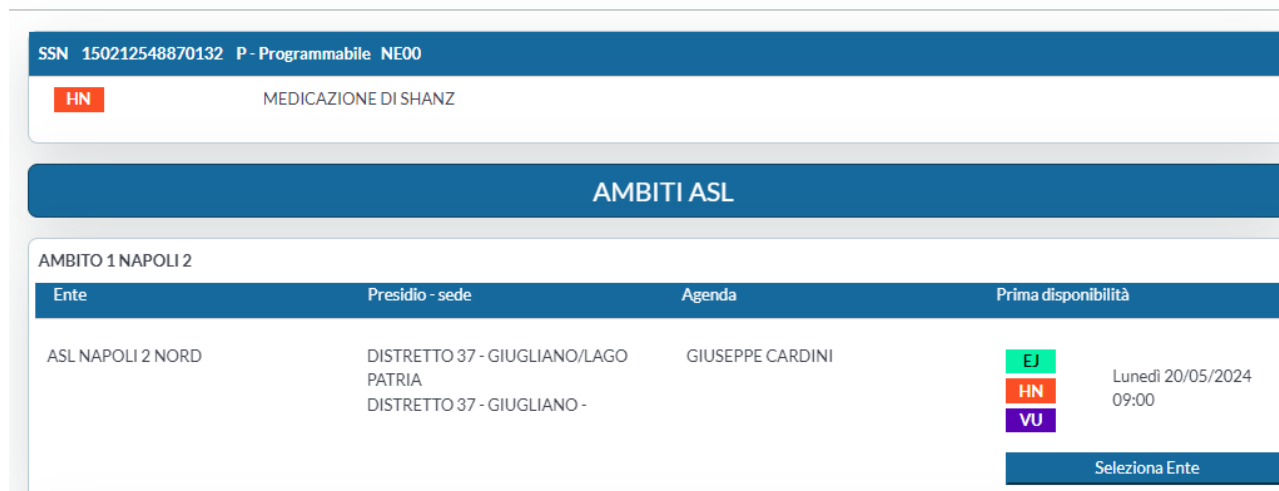 SSN 150212548870132 P - Programmabile NE00
HN MEDICAZIONE DI SHANZ
AMBITI ASL
AMBITO 1 NAPOLI 2
Ente Presidio - sede Agenda Prima disponibilità
ASL NAPOLI 2 NORD DISTRETTO 37 - GIUGLIANO/LAGO GIUSEPPE CARDINI
PATRIA
DISTRETTO 37 - GIUGLIANO -
EJ
HN
VU
Lunedì 20/05/2024
09:00
Seleziona Ente